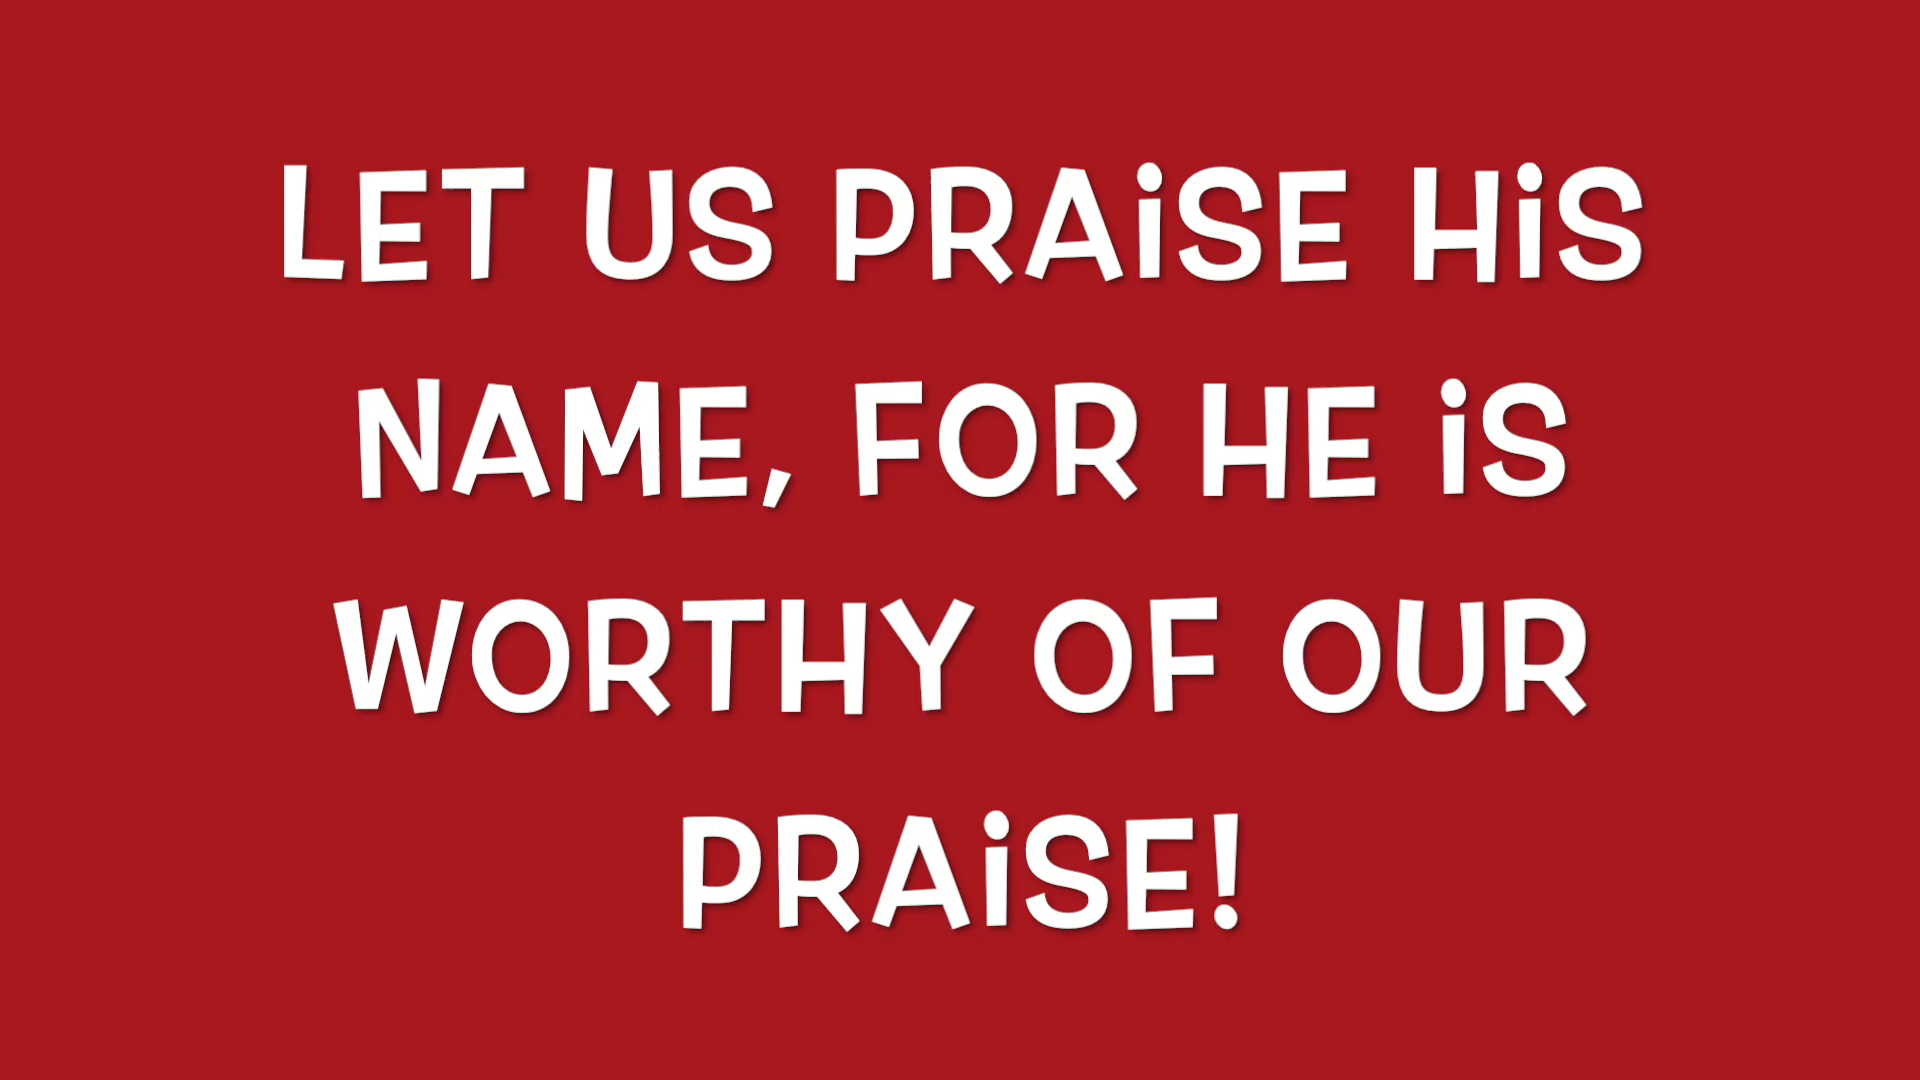 LET US PRAiSE HiS
NAME, FOR HE iS
WORTHY OF OUR
PRAiSE!